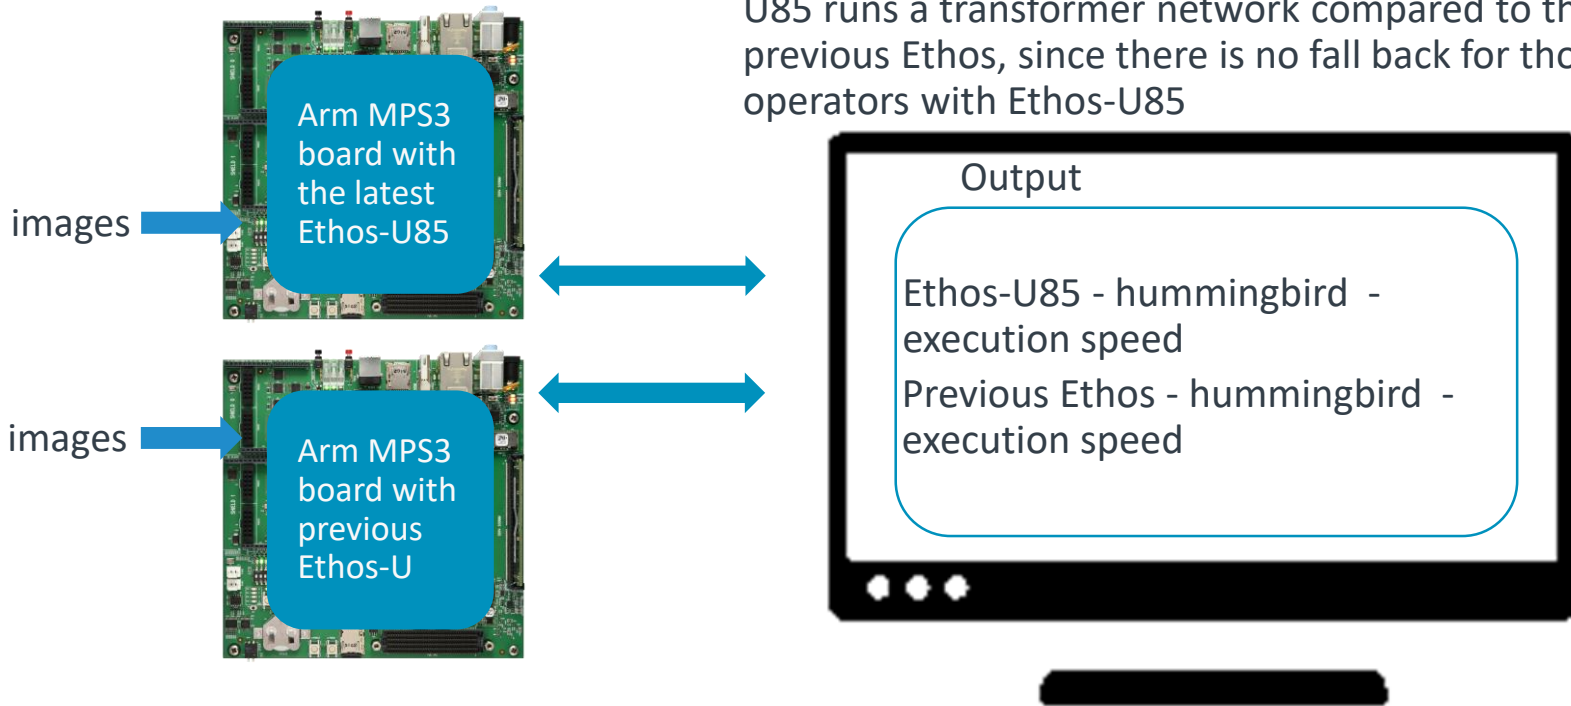 U85 runs a transformer network compared to
previous Ethos, since there is no fall back for
operators with Ethos-U85
Arm MPS3
board with
the latest
Ethos-U85
images
Output
Ethos-U85 - hummingbird -
execution speed
Previous Ethos - hummingbird -
execution speed
images
Arm MPS3
board with
previous
Ethos-U